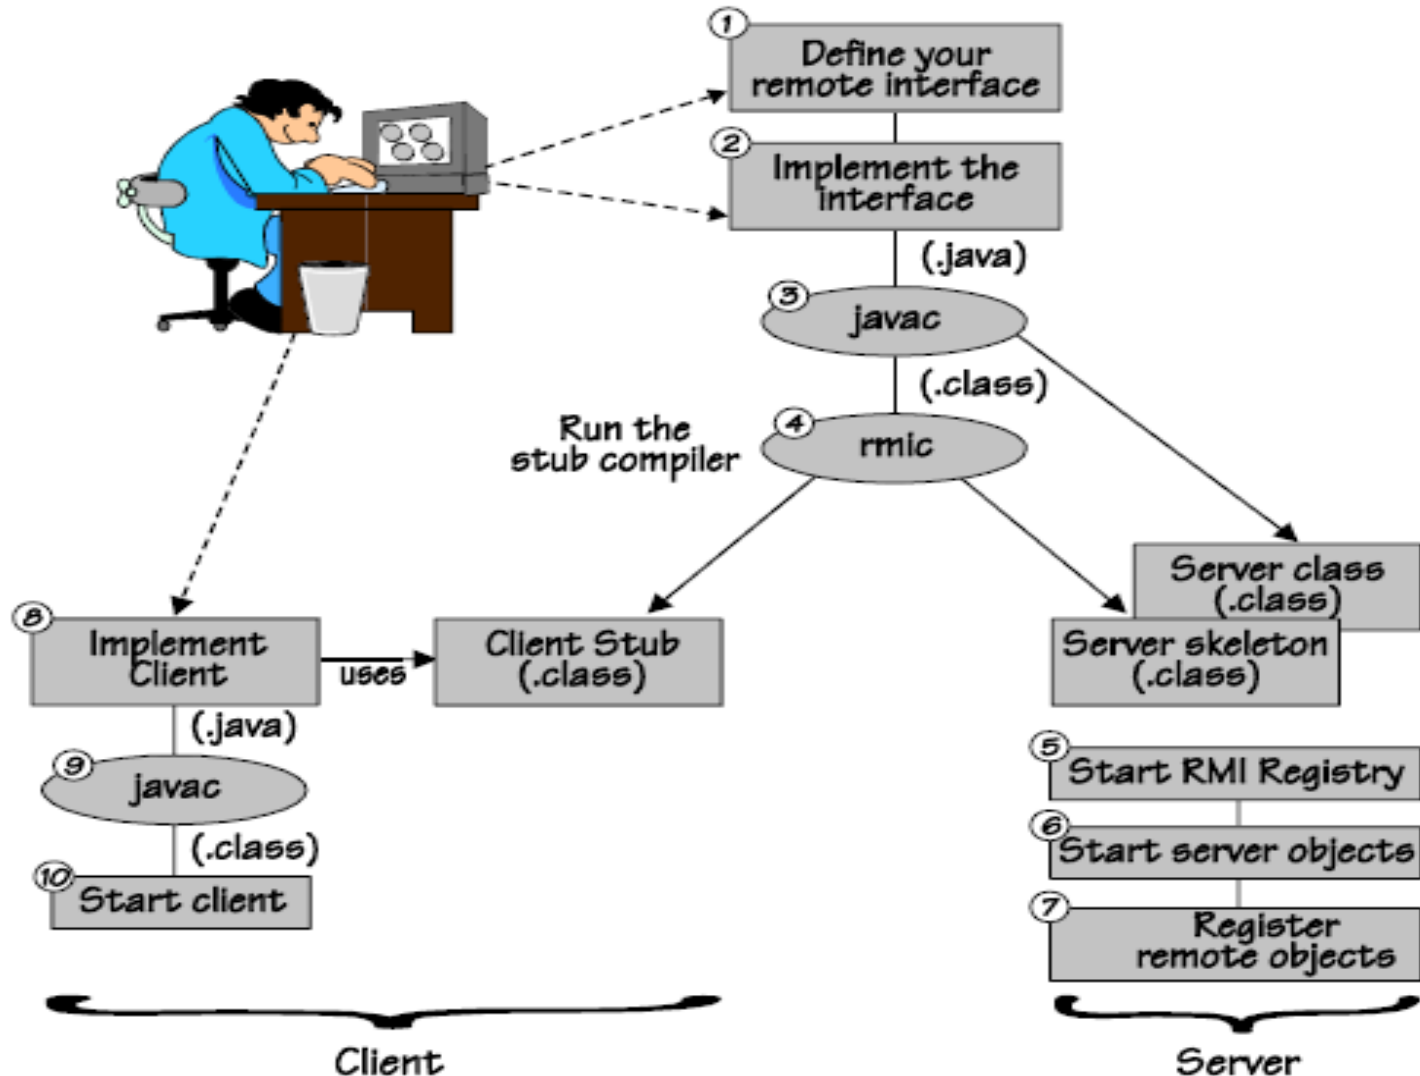 1
Define your
remote interface
2
Implement the
interface
(.java)
3
javac
(.class)
Run the
stub compiler
4
rmic
Server class
(.class)
8
Implement
Client
uses
Client Stub
(.class)
Server skeleton
(.class)
(.java)
9
javac
(.class)
10
Start client
5
Start RMI Registry
6
Start server objects
7
Register
remote objects
Client
Server